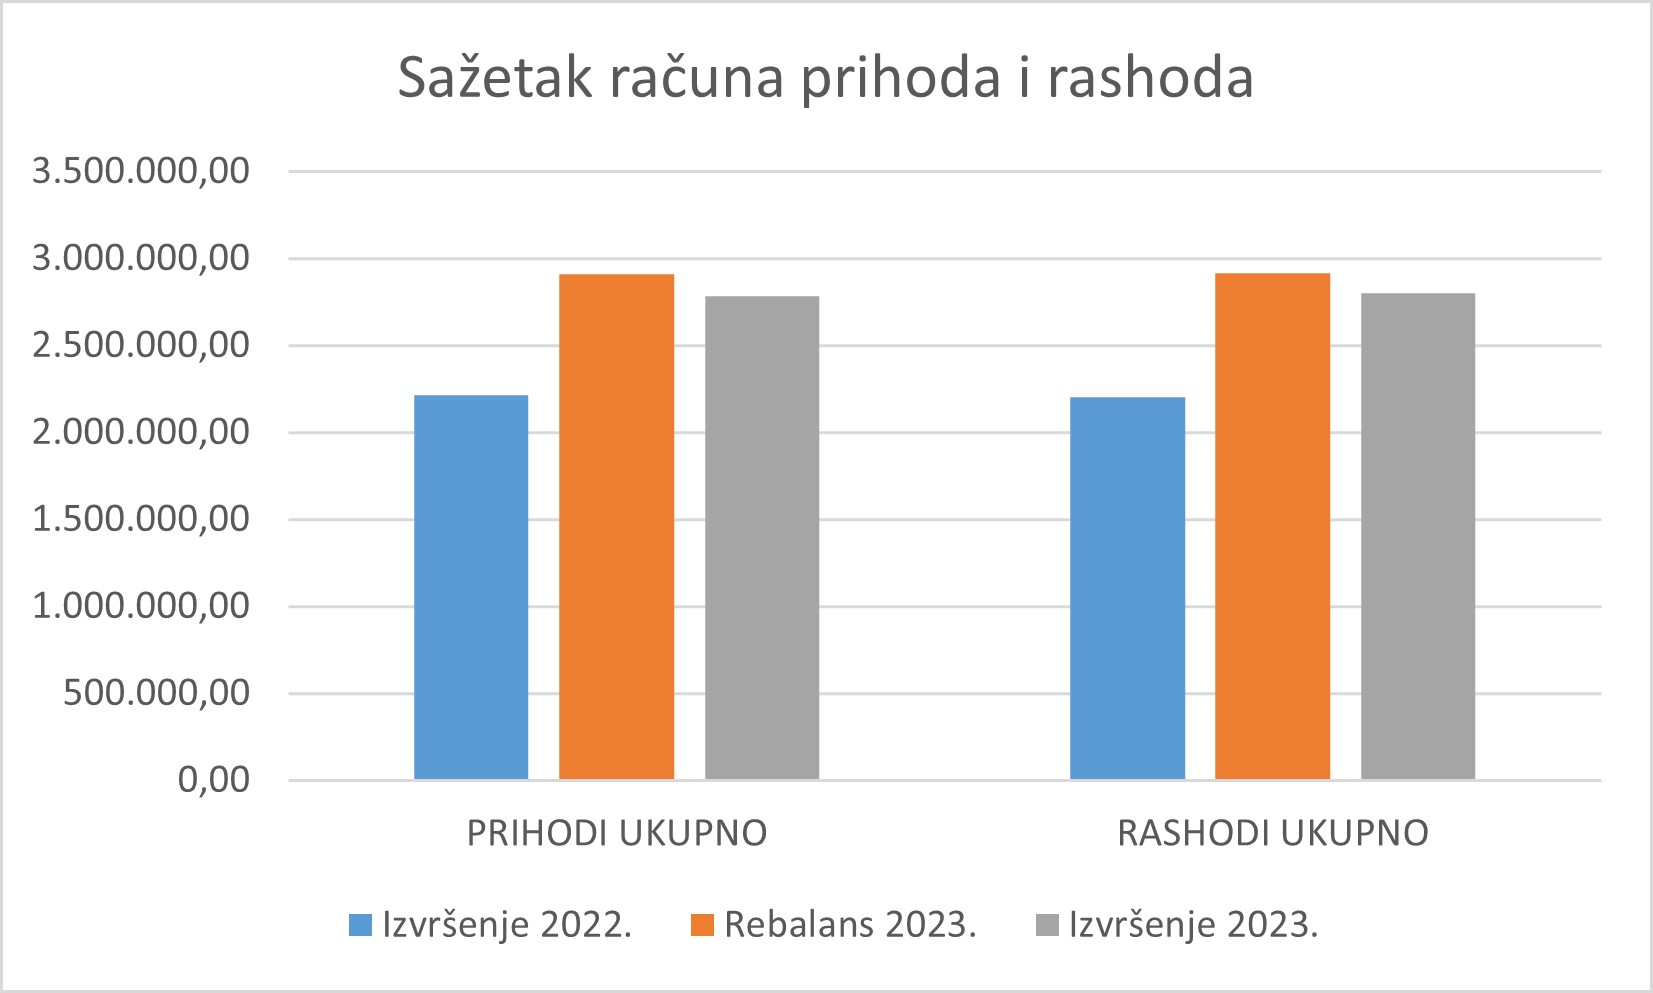 Sažetak računa prihoda i rashoda
3.500.000,00
3.000.000,00
2.500.000,00
2.000.000,00
1.500.000,00
1.000.000,00
500.000,00
0,00
PRIHODI UKUPNO RASHODI UKUPNO
Izvršenje 2022. Rebalans 2023. Izvršenje 2023.